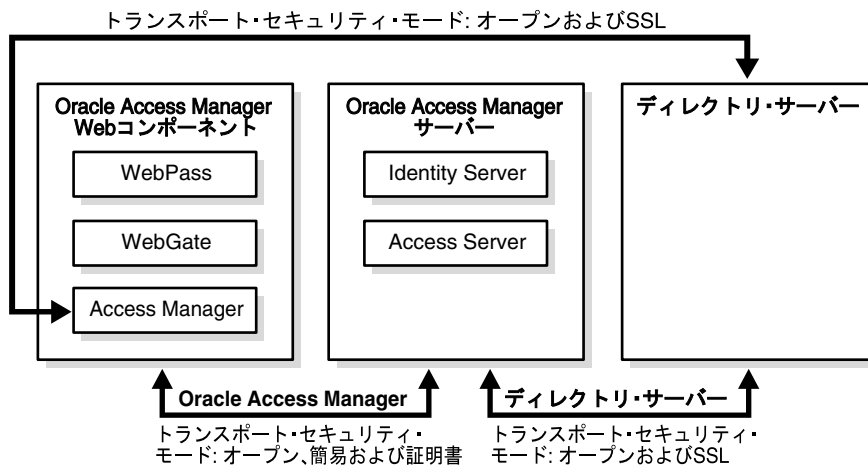 トランスポート・セキュリティ・モード: オープンおよびSSL
Oracle Access Manager
Webコンポーネント
WebPass
WebGate
Access Manager
Oracle Access Manager
サーバー
Identity Server
Access Server
ディレクトリ・サーバー
Oracle Access Manager
トランスポート・セキュリティ・
モード: オープン、簡易および証明書
ディレクトリ・サーバー
トランスポート・セキュリティ・
モード: オープンおよびSSL